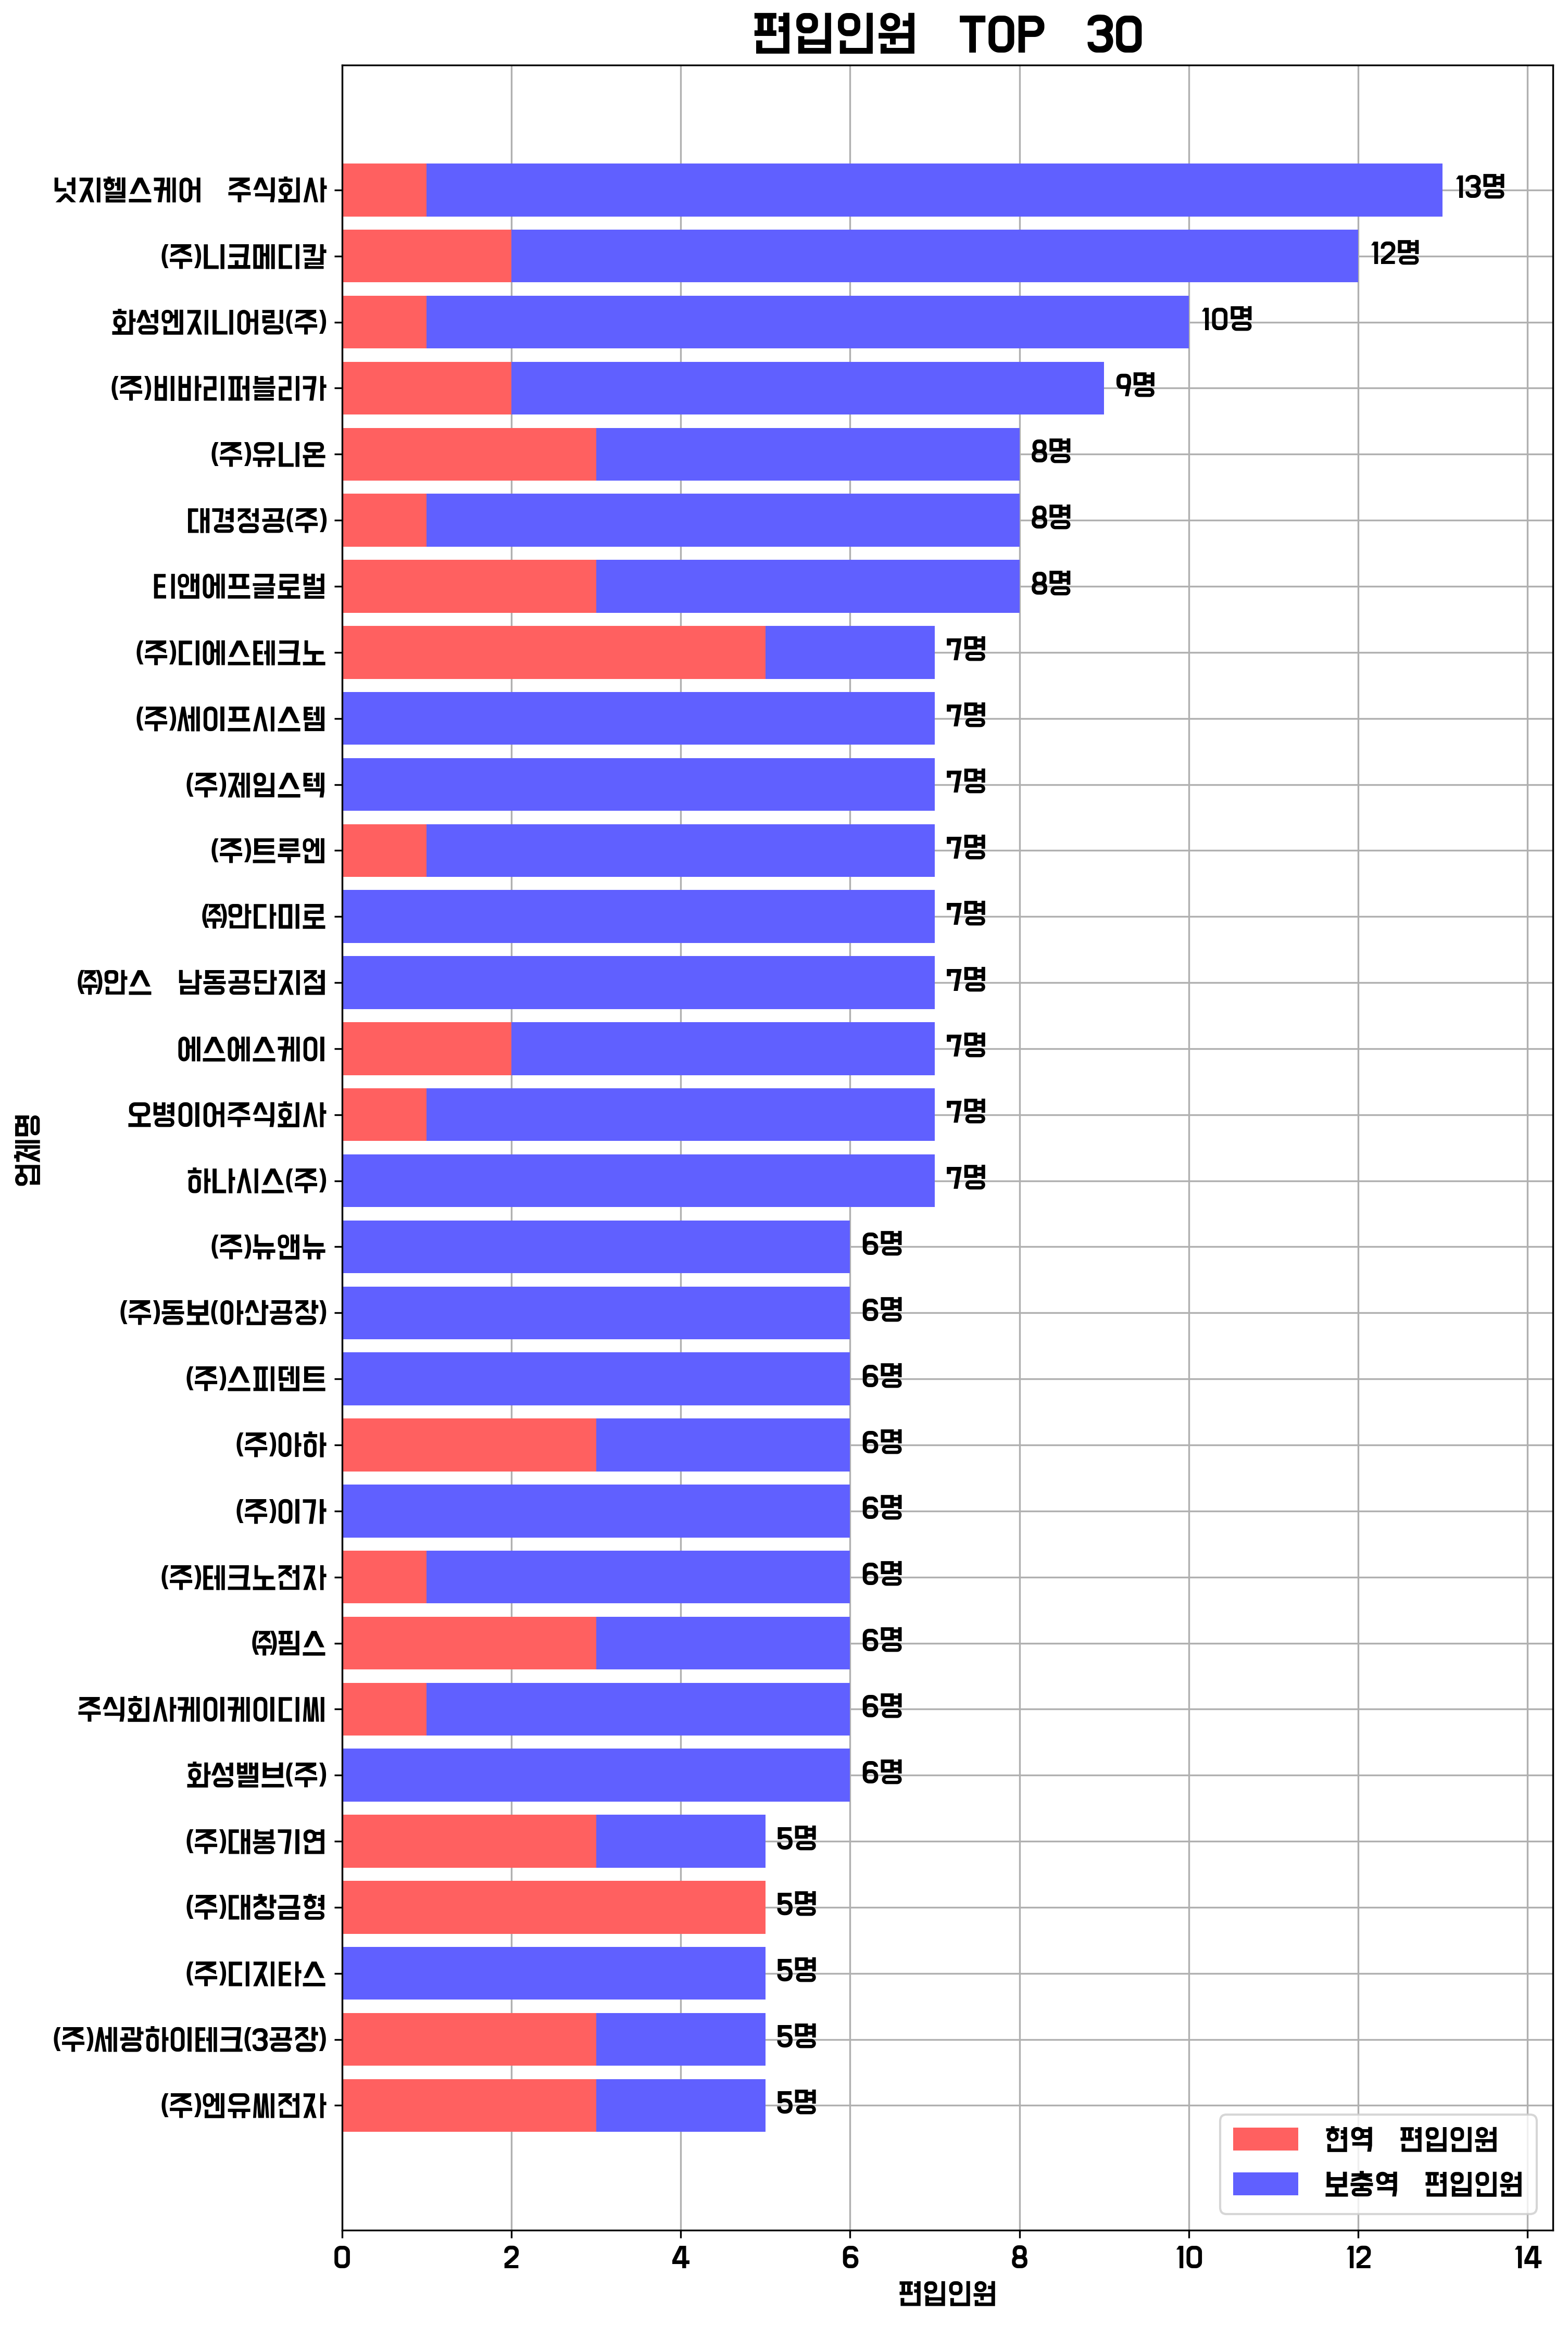 편입인원 TOP 30
넛지헬스케어 주식회사
13명
(주)니코메디칼
12명
화성엔지니어링(주)
10명
(주)비바리퍼블리카
9명
(주)유니온
8명
대경정공(주)
8명
티앤에프글로벌
8명
(주)디에스테크노
7명
(주)세이프시스템
7명
(주)제임스텍
7명
(주)트루엔
7명
㈜안다미로
7명
㈜안스 남동공단지점
7명
에스에스케이
7명
오병이어주식회사
7명
하나시스(주)
7명
(주)뉴앤뉴
6명
(주)동보(아산공장)
6명
(주)스피덴트
6명
(주)아하
6명
(주)이가
6명
(주)테크노전자
6명
㈜핌스
6명
주식회사케이케이디씨
6명
화성밸브(주)
6명
(주)대봉기연
5명
(주)대창금형
5명
(주)디지타스
5명
(주)세광하이테크(3공장)
5명
(주)엔유씨전자
5명
업체명
현역 편입인원
보충역 편입인원
0 2 4 6 8 10 12 14
편입인원